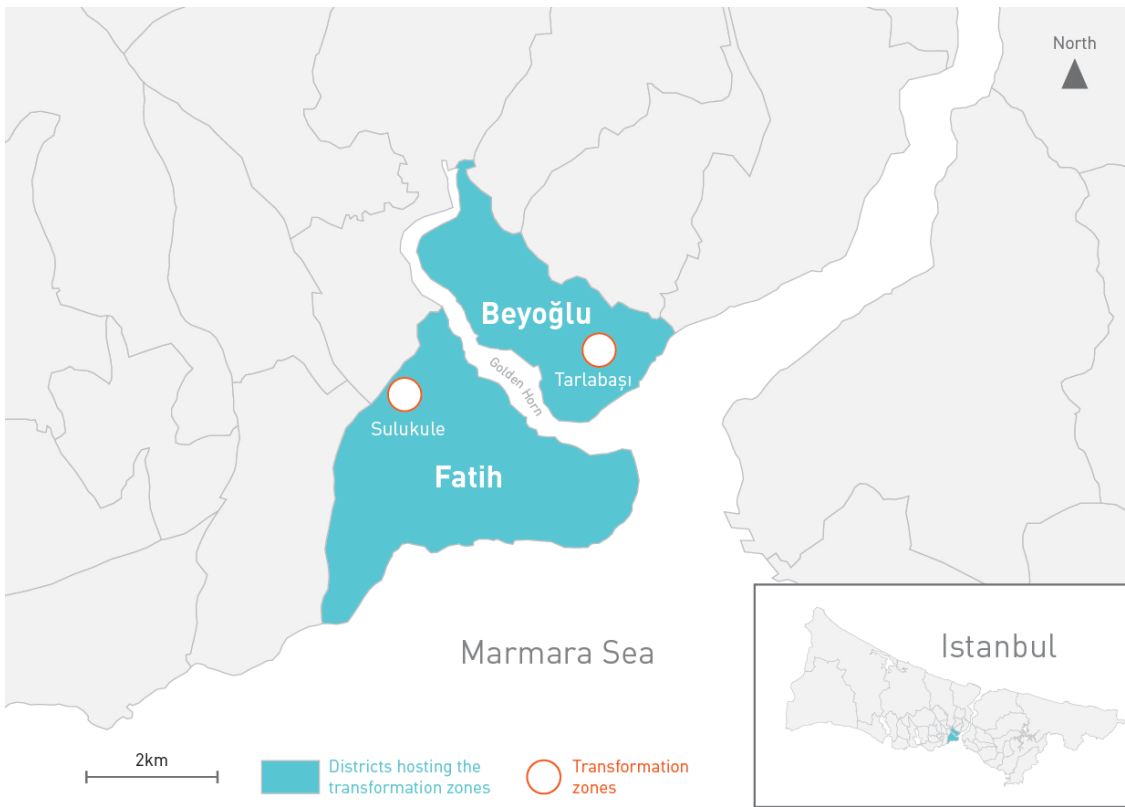 North
Beyoğlu
Tarlabaşı
Golden Horn
Sulukule
Fatih
Marmara Sea
Istanbul
2km
Districts hosting the
transformation zones
Transformation
zones